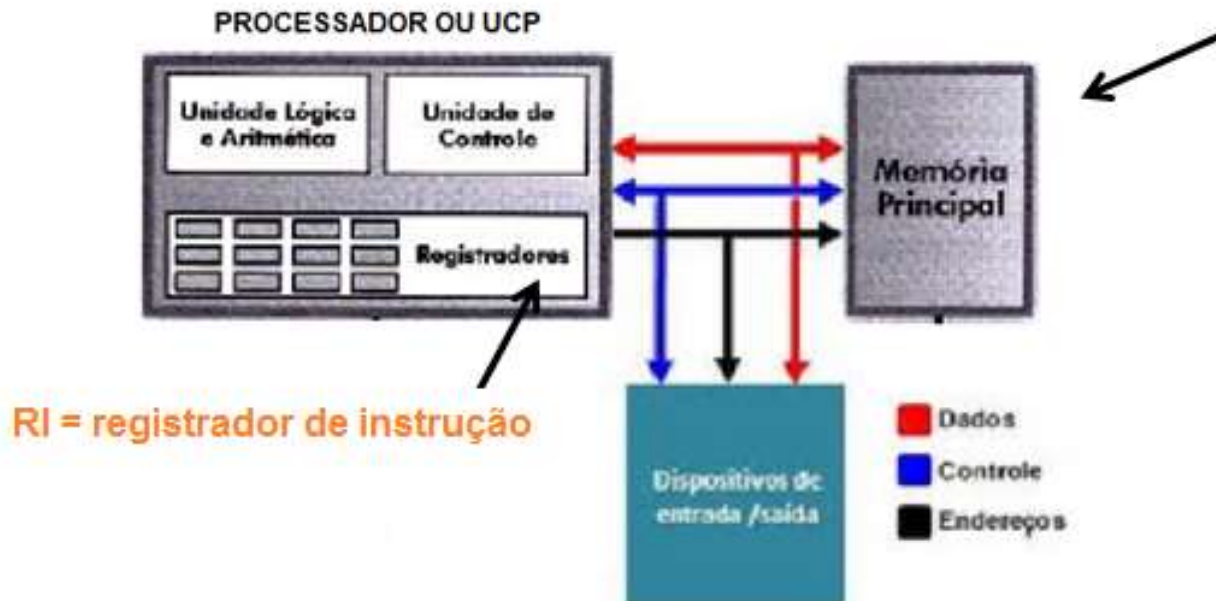 PROCESSADOR OU UCP
Unidade Lógica
e Aritmética
Unidade de
Controle
Registradores
Memória
Principal
RI = registrador de instrução
Dispositivos de
entrada /saída
Dados
Controle
Endereços